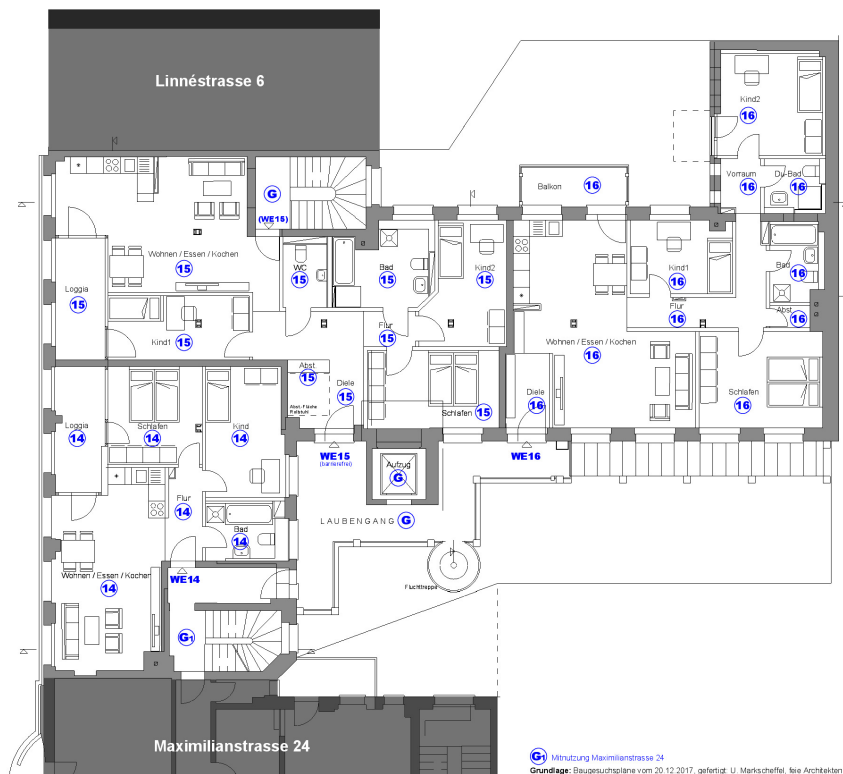 Linnéstrasse 6
Kind2
16
Vorraum
16
Du-Bad
16
Balkon
16
G
(WE15)
Wohnen / Essen / Kochen
15
WC
15
Bad
15
Kind2
15
Kind1
16
Bad
16
Loggia
15
Kind1
15
Flur
15
Flur
16
Abst
16
Wohnen / Essen / Kochen
16
Abst
15
Diele
15
Abst.-Fläche
Schlafen
15
Diele
16
Schlafen
16
Loggia
14
Schlafen
14
Kind
14
WE15
(barrierefrei)
WE16
Aufzug
G
Flur
14
Bad
14
LAUBENGANG G
Wohnen / Essen / Kochen
14
WE14
Fluchttreppe
G1
Maximilianstrasse 24
G1 Mitnutzung Maximilianstrasse 24
Grundlage: Baugesuchspläne vom 20.12.2017, gefertigt: U. Markscheffel, freie Architekten